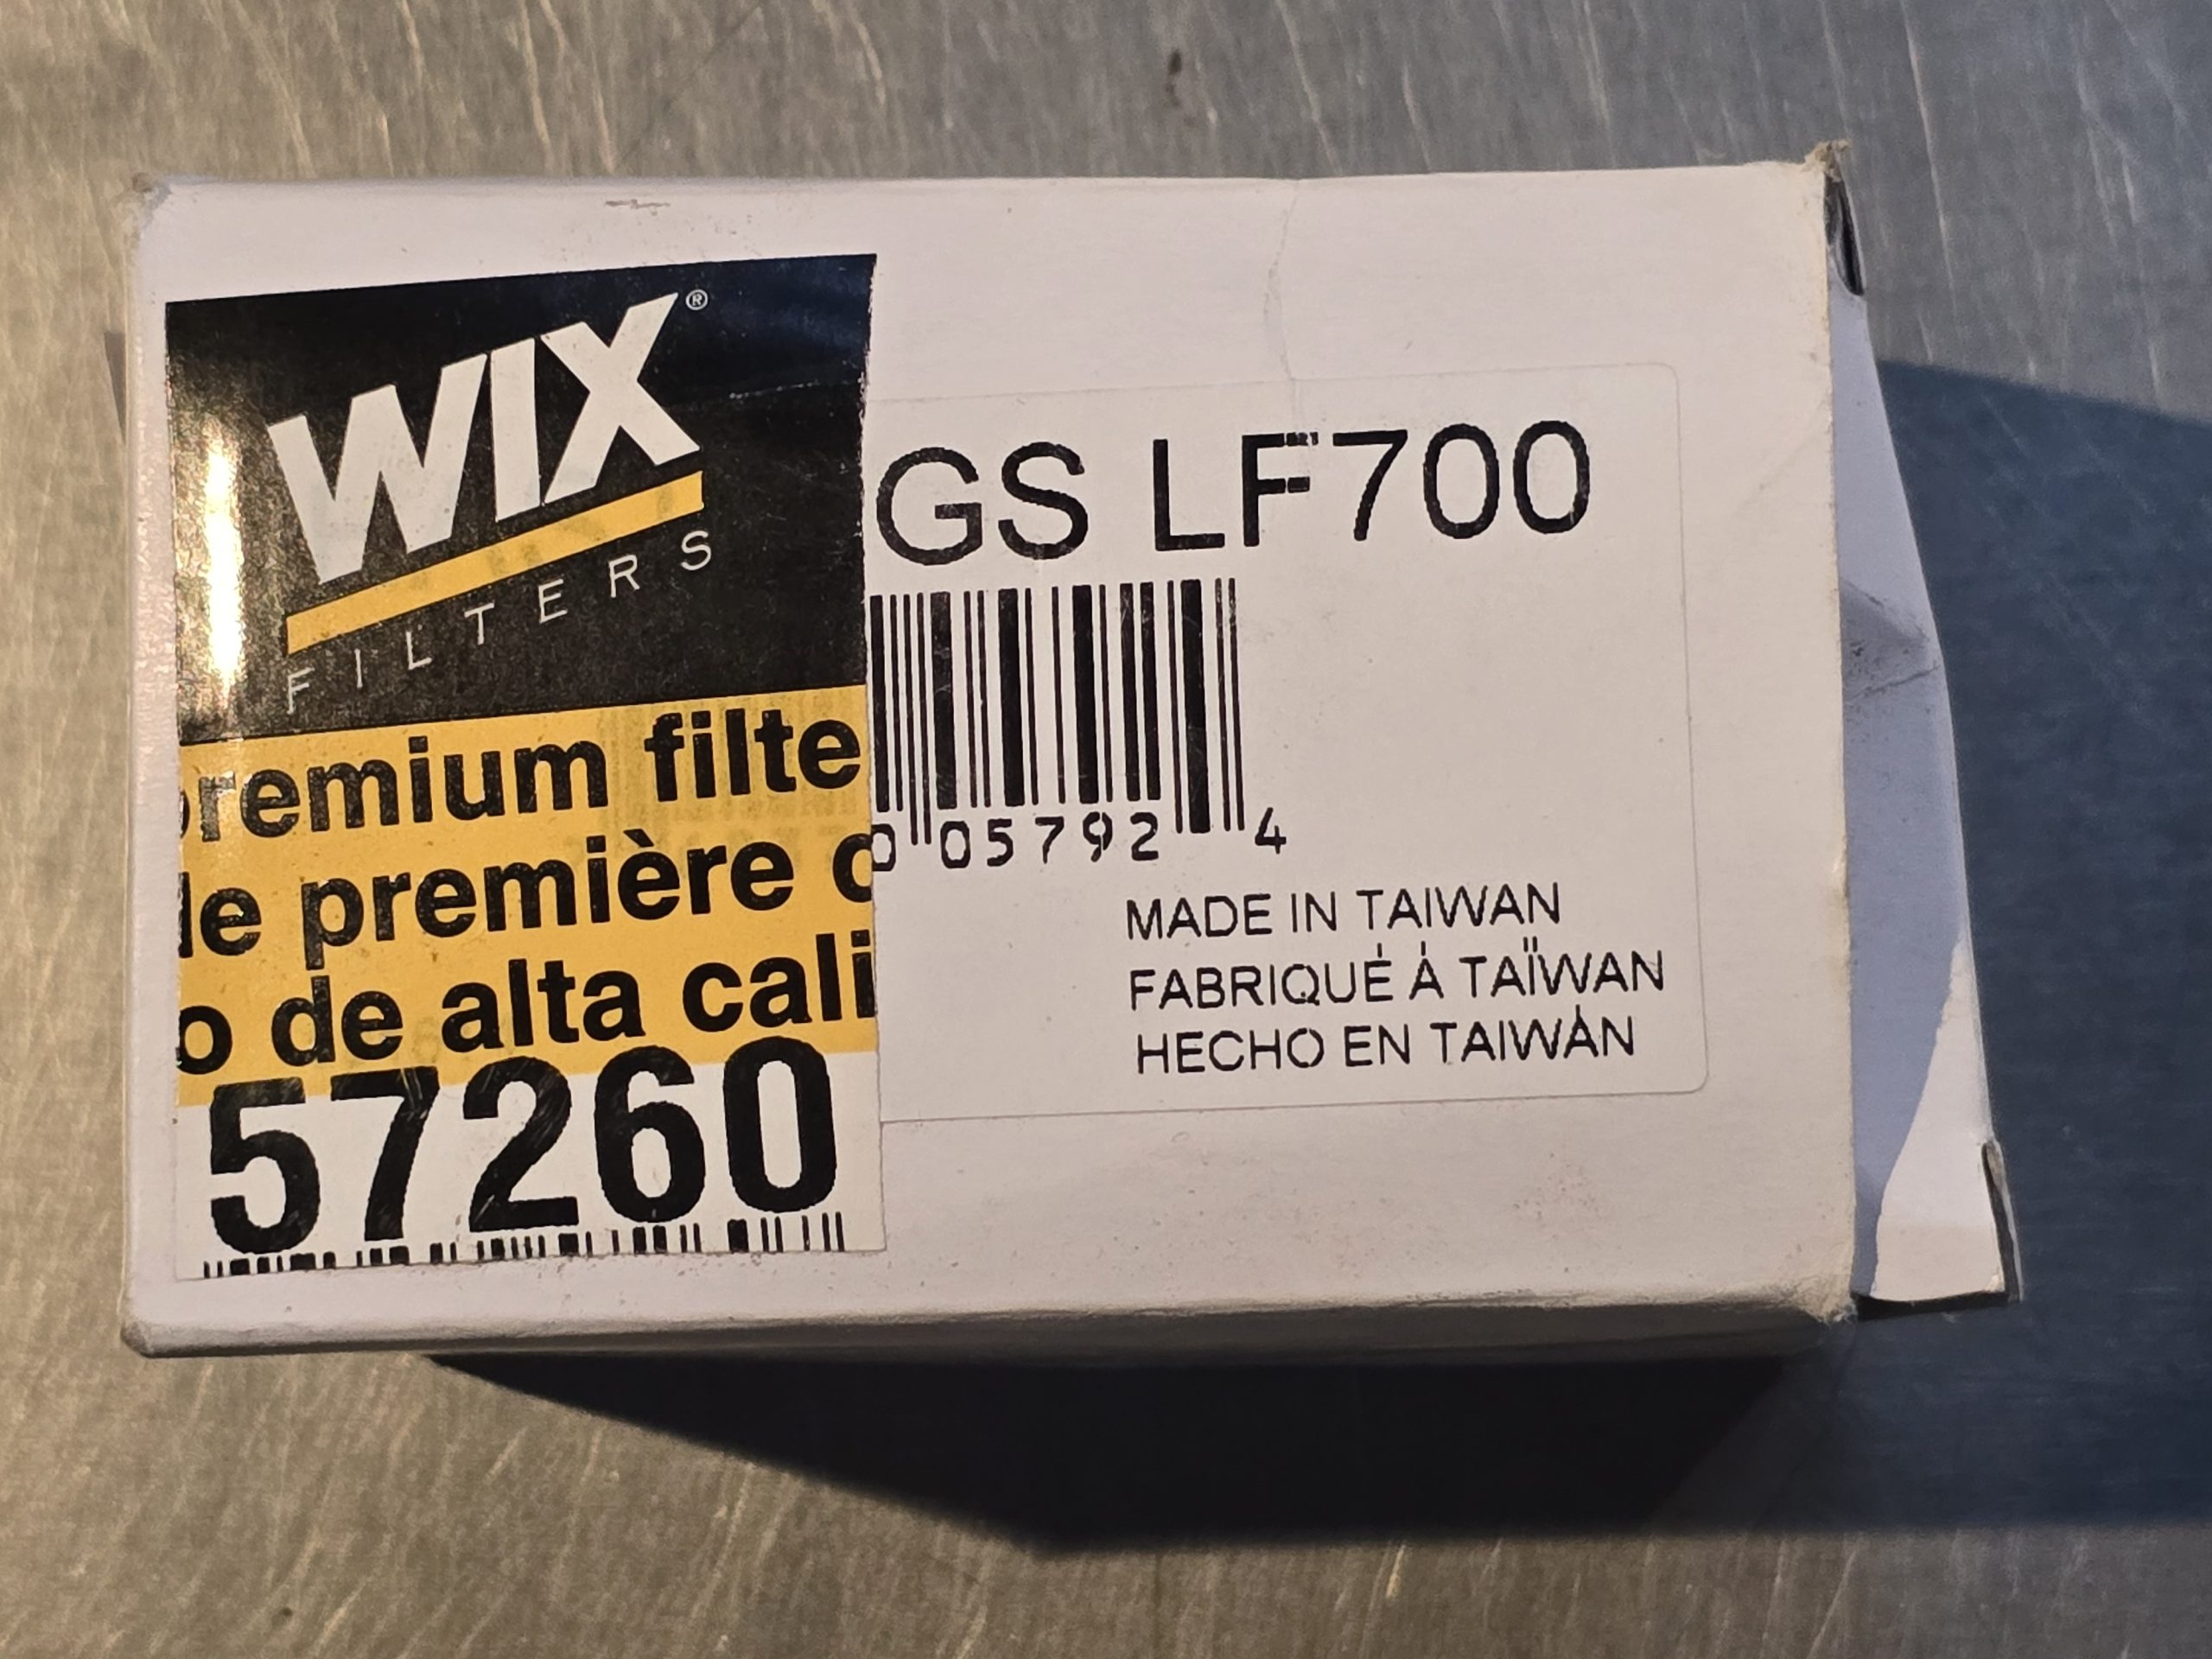 WIX®
FILTERS
premium filte
de première
o de alta cali
57260
GS LF700
0 05792 4
MADE IN TAIWAN
FABRIQUÉ À TAÏWAN
HECHO EN TAIWÁN